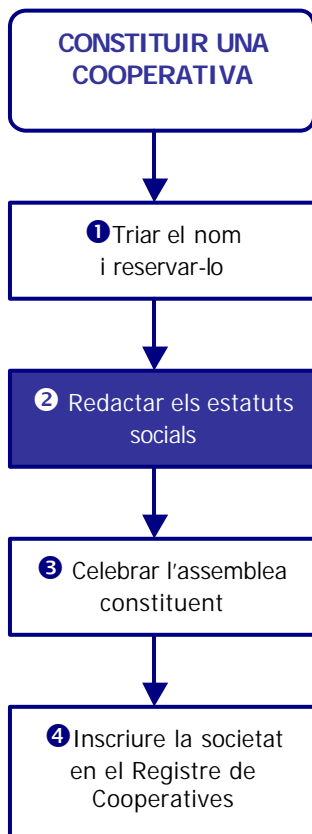 CONSTITUIR UNA
COOPERATIVA
❶Triar el nom
i reservar-lo
❷ Redactar els estatuts
socials
❸ Celebrar l'assemblea
constituent
❹Inscriure la societat
en el Registre de
Cooperatives